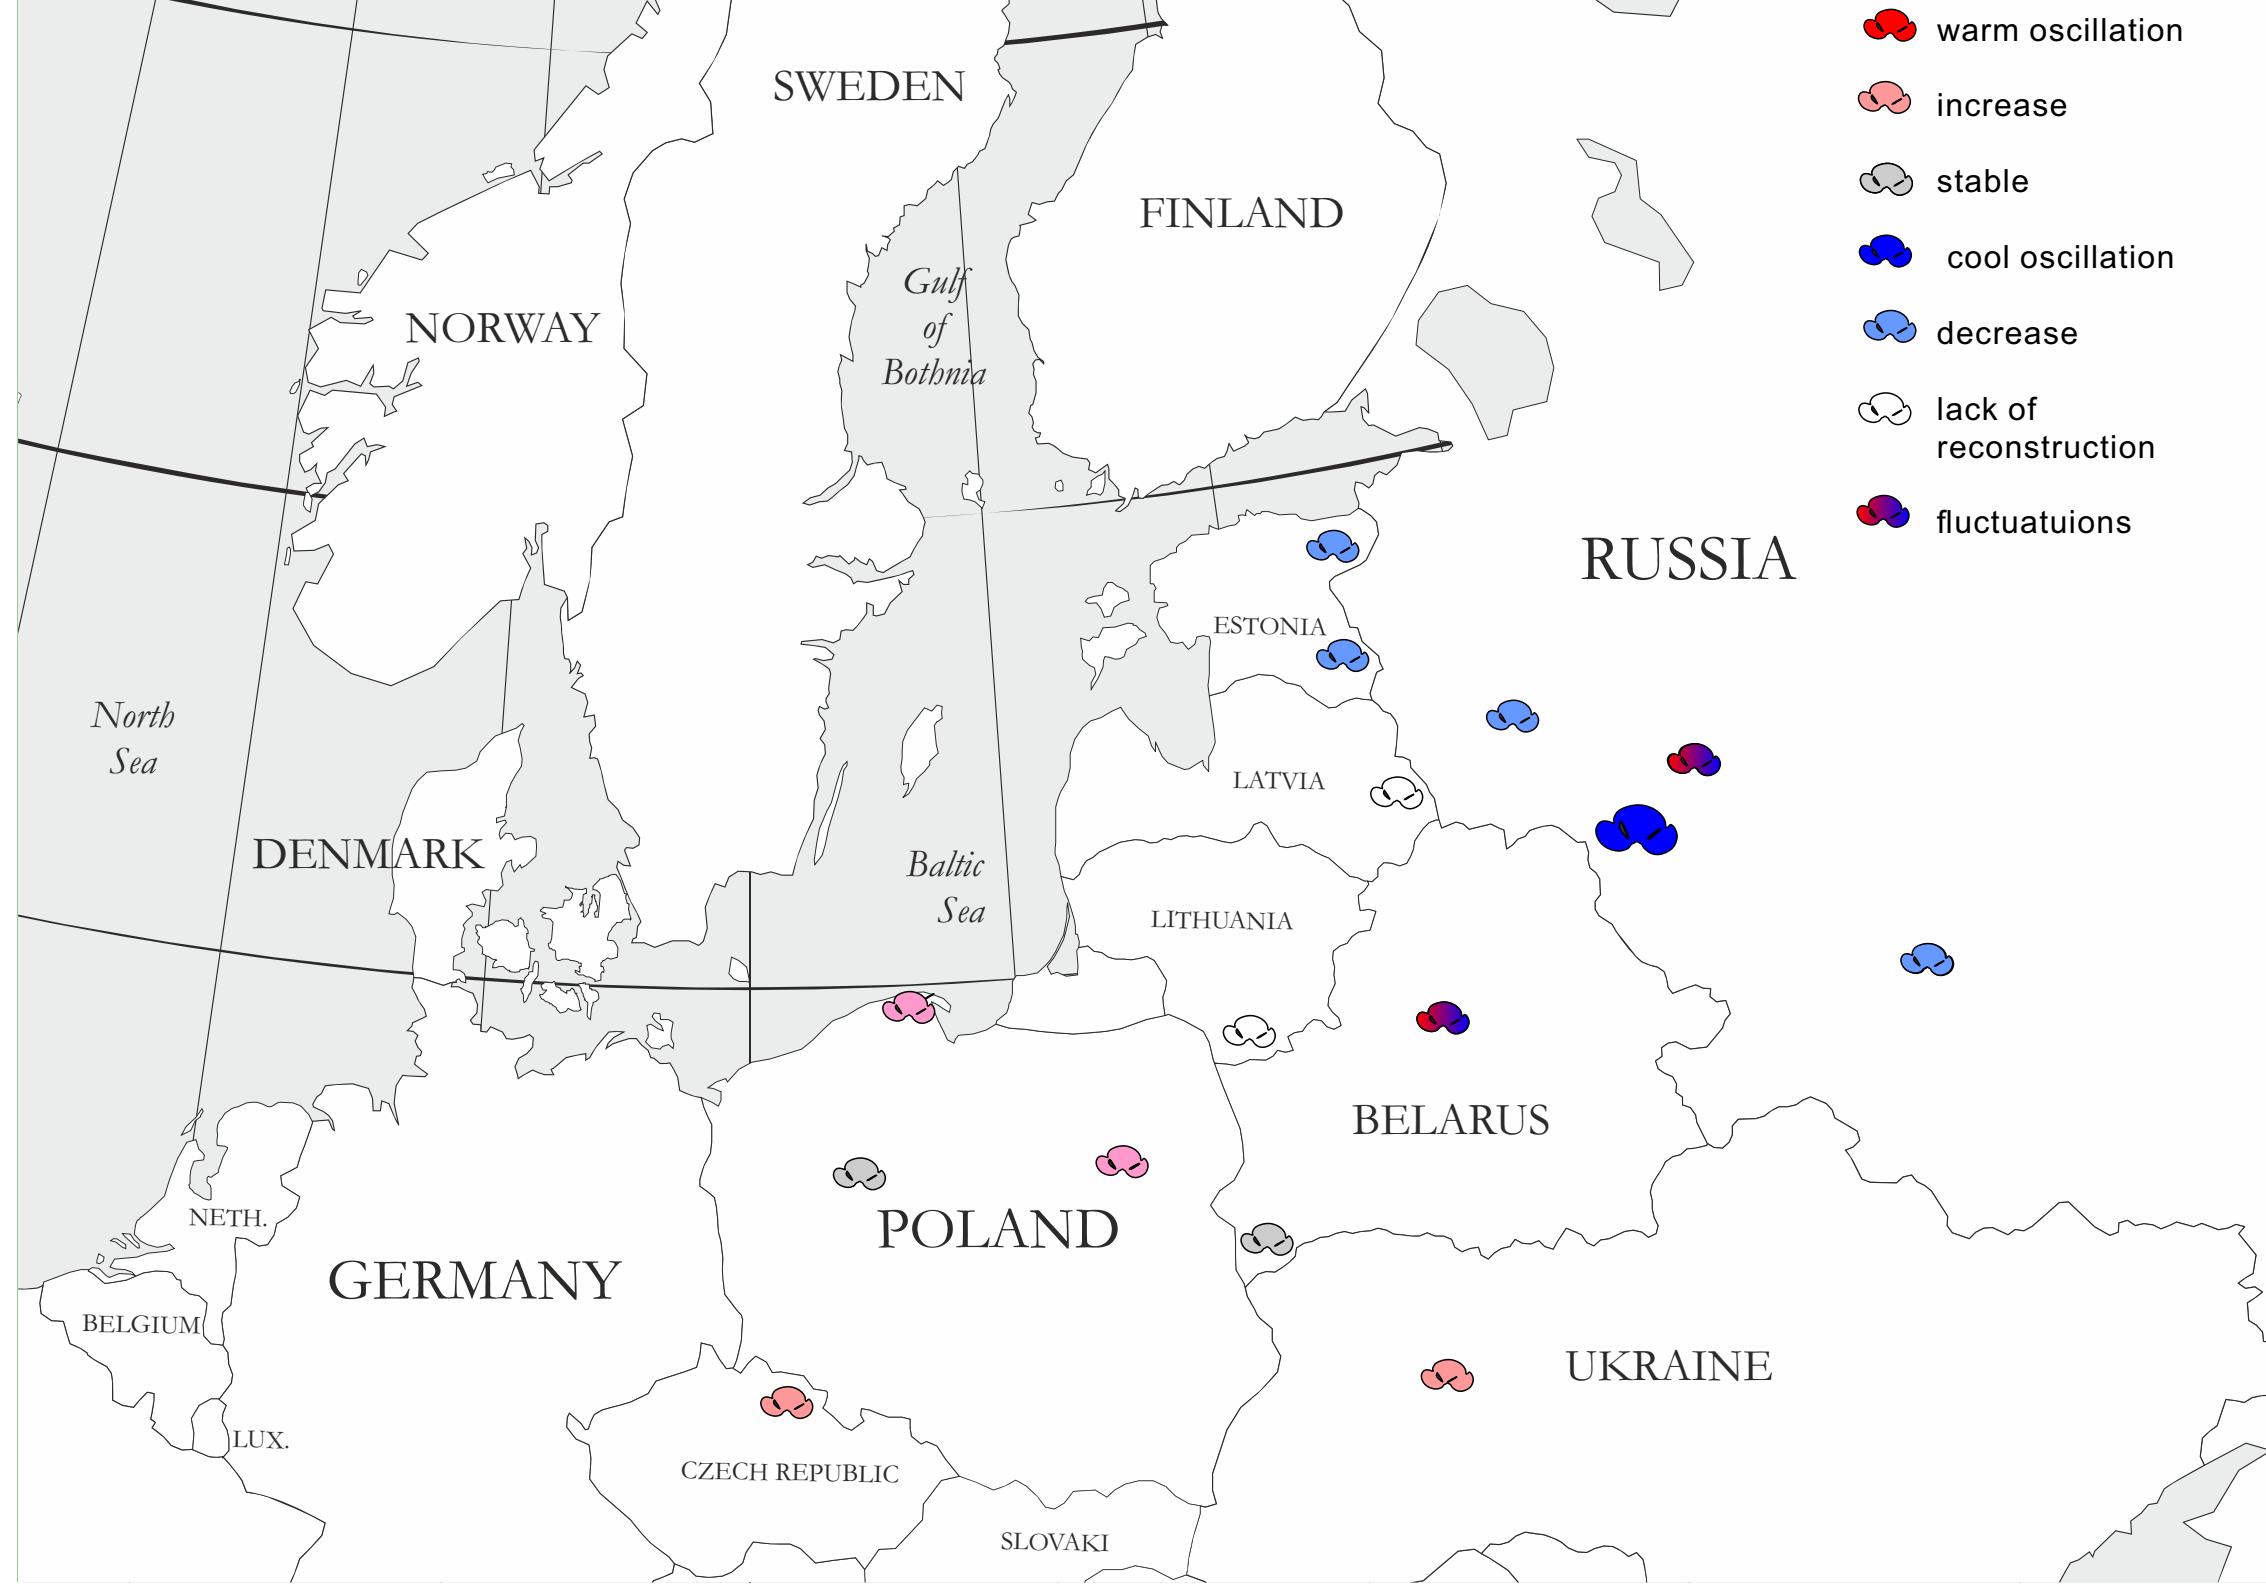 warm oscillation
SWEDEN
increase
stable
FINLAND
cool oscillation
Gulf
of
Bothnia
NORWAY
decrease
lack of
reconstruction
fluctuatuions
RUSSIA
ESTONIA
North
Sea
LATVIA
DENMARK
Baltic
Sea
LITHUANIA
BELARUS
NETH.
POLAND
GERMANY
BELGIUM
UKRAINE
LUX.
CZECH REPUBLIC
SLOVAKI